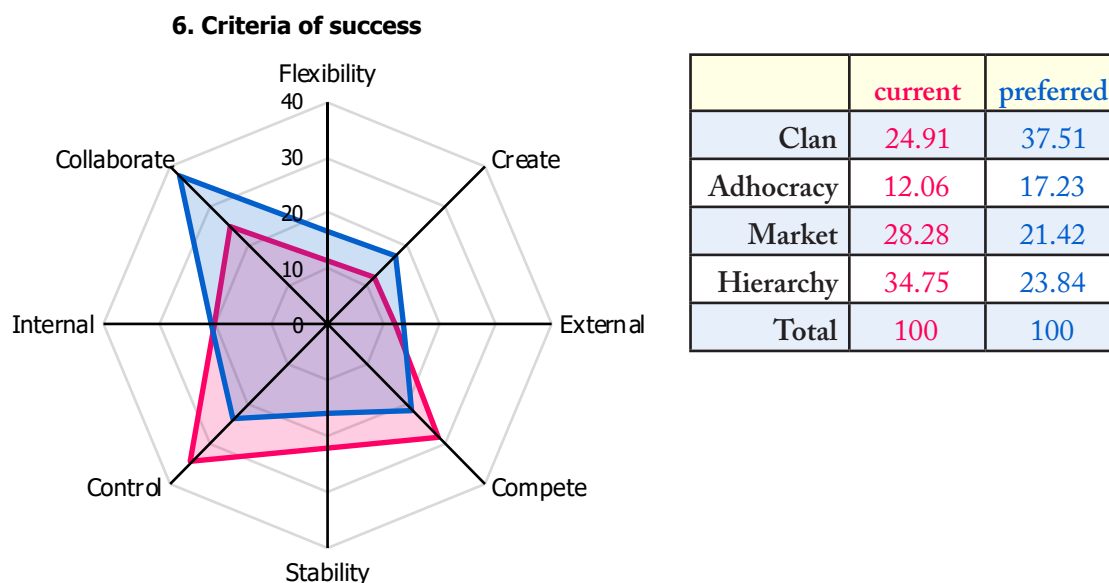 6. Criteria of success
Flexibility
40
30
20
10
0
Collaborate
Create
Internal
External
Control
Compete
Stability
current preferred
Clan 24.91 37.51
Adhocracy 12.06 17.23
Market 28.28 21.42
Hierarchy 34.75 23.84
Total 100 100